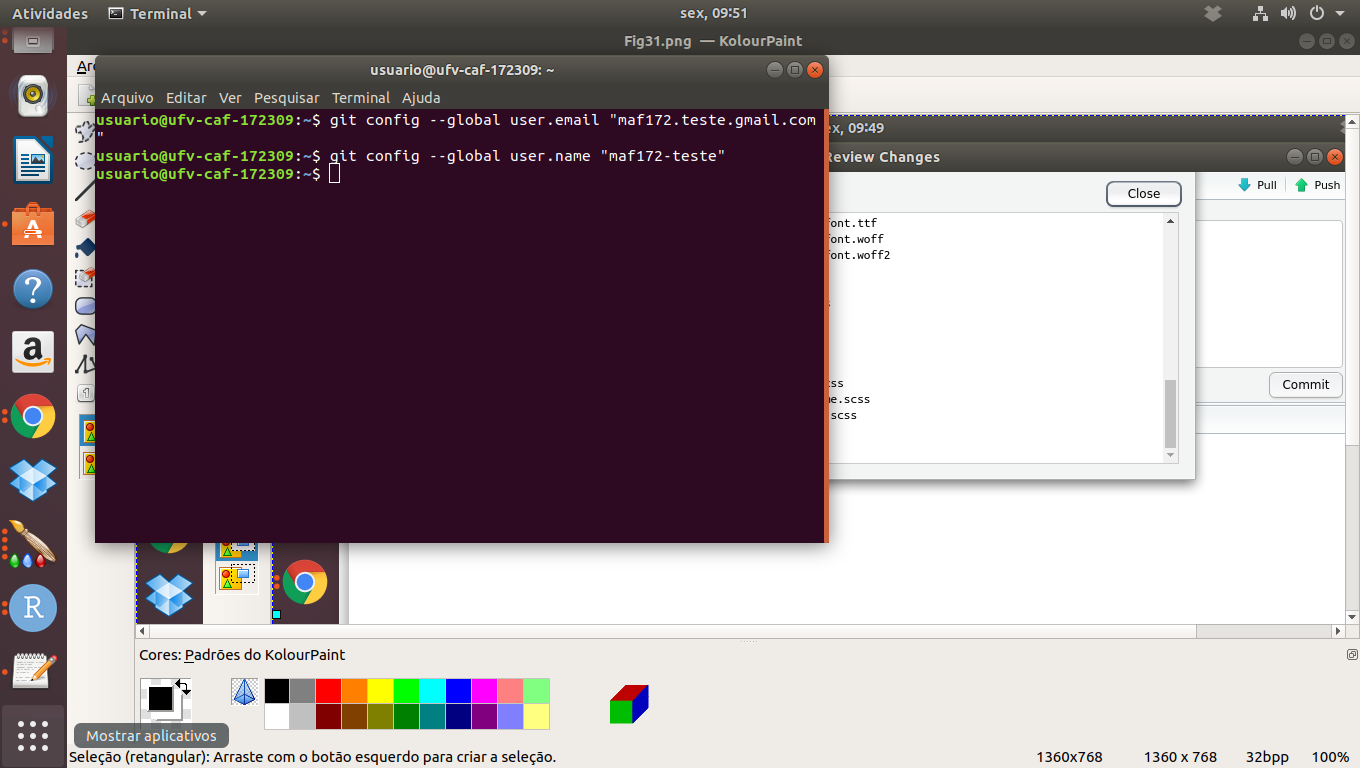 Atividades Terminal sex, 09:51
Fig31.png — KolourPaint
usuario@ufv-caf-172309: ~
Arquivo Editar Ver Pesquisar Terminal Ajuda
usuario@ufv-caf-172309:~$ git config --global user.email "maf172.teste.gmail.com
"
usuario@ufv-caf-172309:~$ git config --global user.name "maf172-teste"
usuario@ufv-caf-172309:~$
09:49
Review Changes
Pull Push
Close
font.ttf
font.woff
font.woff2
Commit
.scss
Cores: Padrões do KolourPaint
Mostrar aplicativos
Seleção (retangular): Arraste com o botão esquerdo para criar a seleção. 1360x768 1360 x 768 32bpp 100%